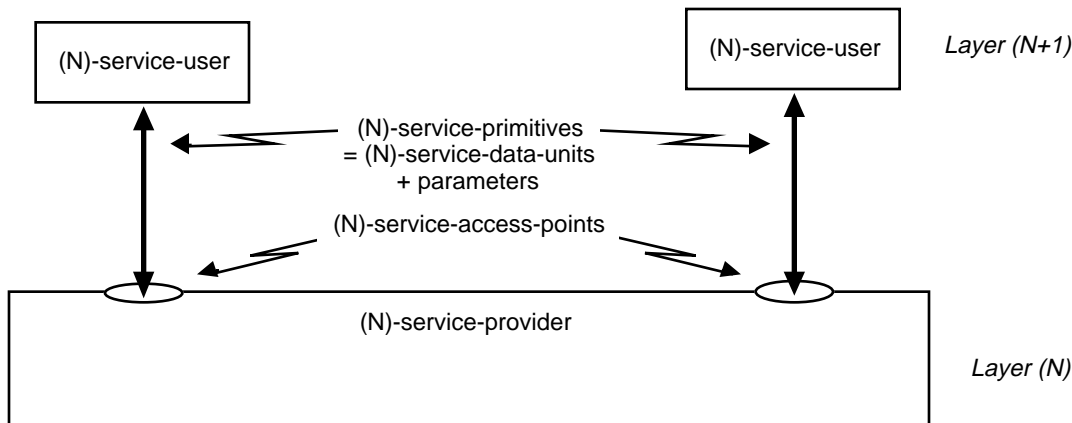 (N)-service-user
(N)-service-user
Layer (N+1)
(N)-service-primitives
= (N)-service-data-units
+ parameters
(N)-service-access-points
(N)-service-provider
Layer (N)